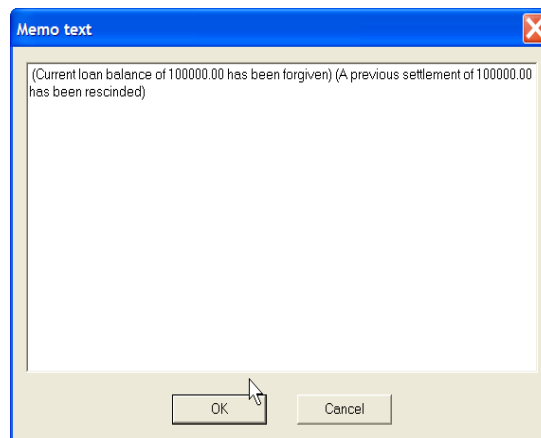 Memo text
(Current loan balance of 100000.00 has been forgiven) (A previous settlement of 100000.00
has been rescinded)
OK
Cancel